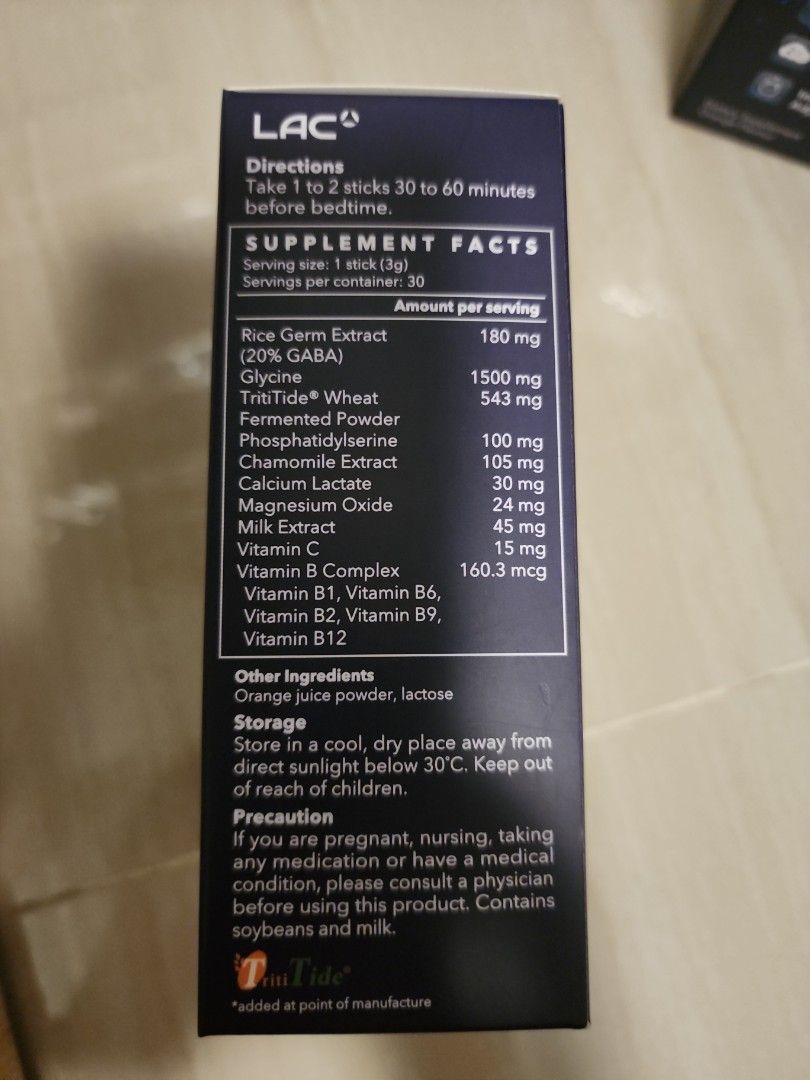 LAC
Directions
Take 1 to 2 sticks 30 to 60 minutes
before bedtime.
SUPPLEMENT FACTS
Serving size: 1 stick (3g)
Servings per container: 30
Amount per serving
Rice Germ Extract 180 mg
(20% GABA)
Glycine 1500 mg
TritiTide® Wheat 543 mg
Fermented Powder
Phosphatidylserine 100 mg
Chamomile Extract 105 mg
Calcium Lactate 30 mg
Magnesium Oxide 24 mg
Milk Extract 45 mg
Vitamin C 15 mg
Vitamin B Complex 160.3 mcg
Vitamin B1, Vitamin B6,
Vitamin B2, Vitamin B9,
Vitamin B12
Other Ingredients
Orange juice powder, lactose
Storage
Store in a cool, dry place away from
direct sunlight below 30°C. Keep out
of reach of children.
Precaution
If you are pregnant, nursing, taking
any medication or have a medical
condition, please consult a physician
before using this product. Contains
soybeans and milk.
TritiTide®
*added at point of manufacture